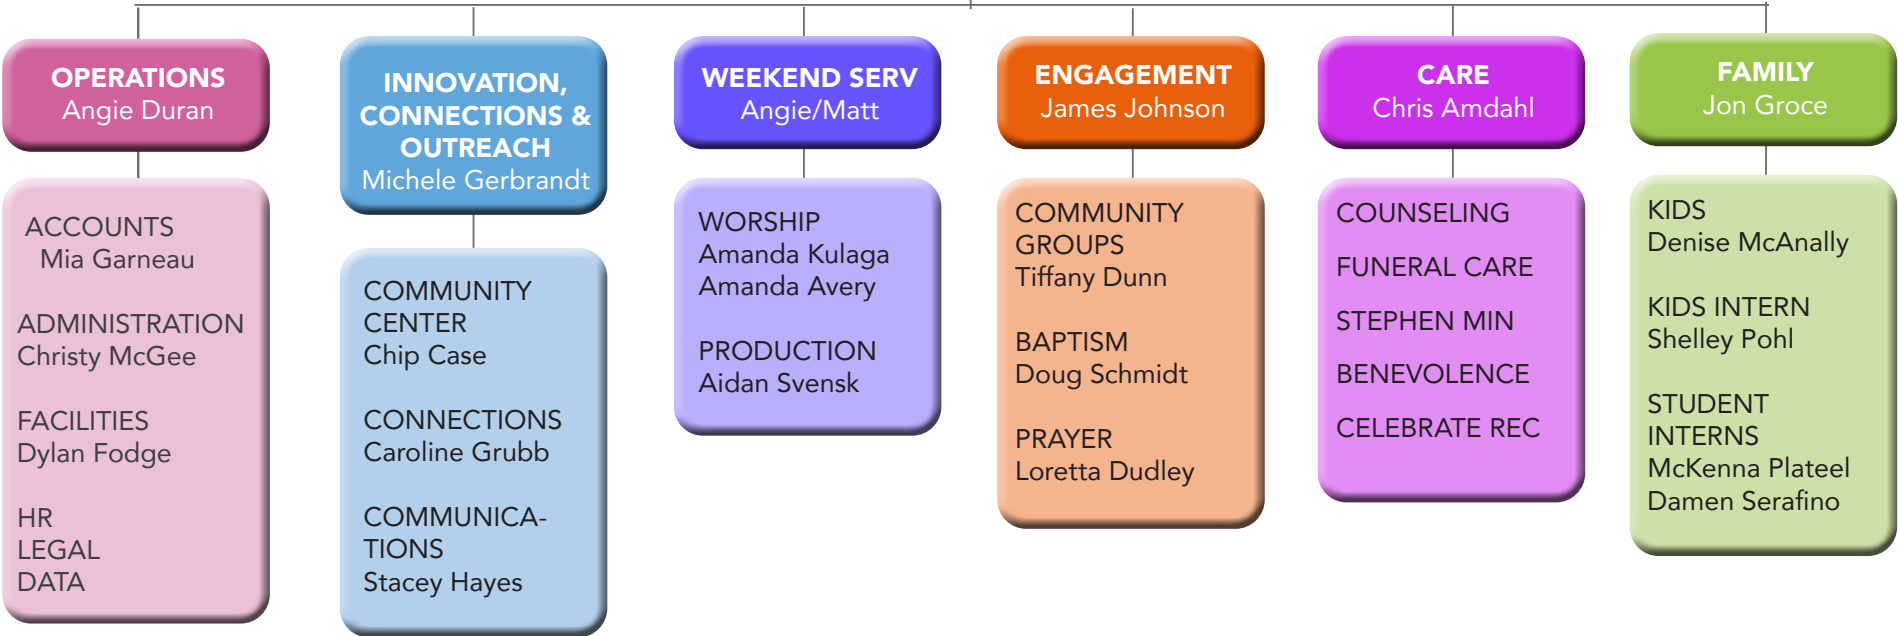 OPERATIONS
Angie Duran
ACCOUNTS
Mia Garneau
ADMINISTRATION
Christy McGee
FACILITIES
Dylan Fodge
HR
LEGAL
DATA
INNOVATION,
CONNECTIONS &
OUTREACH
Michele Gerbrandt
COMMUNITY
CENTER
Chip Case
CONNECTIONS
Caroline Grubb
COMMUNICA-
TIONS
Stacey Hayes
WEEKEND SERV
Angie/Matt
WORSHIP
Amanda Kulaga
Amanda Avery
PRODUCTION
Aidan Svensk
ENGAGEMENT
James Johnson
COMMUNITY
GROUPS
Tiffany Dunn
BAPTISM
Doug Schmidt
PRAYER
Loretta Dudley
CARE
Chris Amdahl
COUNSELING
FUNERAL CARE
STEPHEN MIN
BENEVOLENCE
CELEBRATE REC
FAMILY
Jon Groce
KIDS
Denise McAnally
KIDS INTERN
Shelley Pohl
STUDENT
INTERNS
McKenna Plateel
Damen Serafino